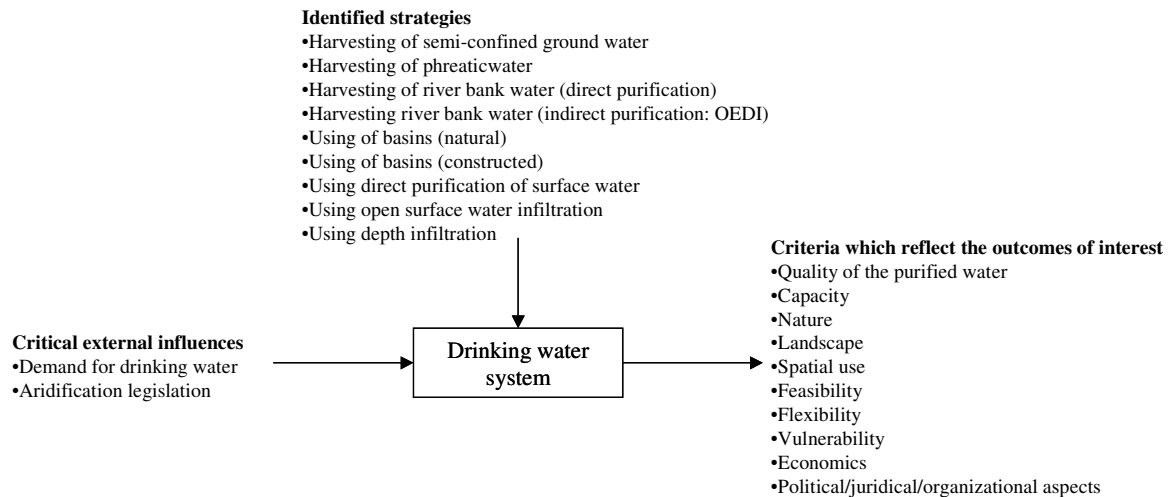 Identified strategies
•Harvesting of semi-confined ground water
•Harvesting of phreaticwater
•Harvesting of river bank water (direct purification)
•Harvesting river bank water (indirect purification: OEDI)
•Using of basins (natural)
•Using of basins (constructed)
•Using direct purification of surface water
•Using open surface water infiltration
•Using depth infiltration
Critical external influences
•Demand for drinking water
•Aridification legislation
Drinking water
system
Criteria which reflect the outcomes of interest
•Quality of the purified water
•Capacity
•Nature
•Landscape
•Spatial use
•Feasibility
•Flexibility
•Vulnerability
•Economics
•Political/juridical/organizational aspects